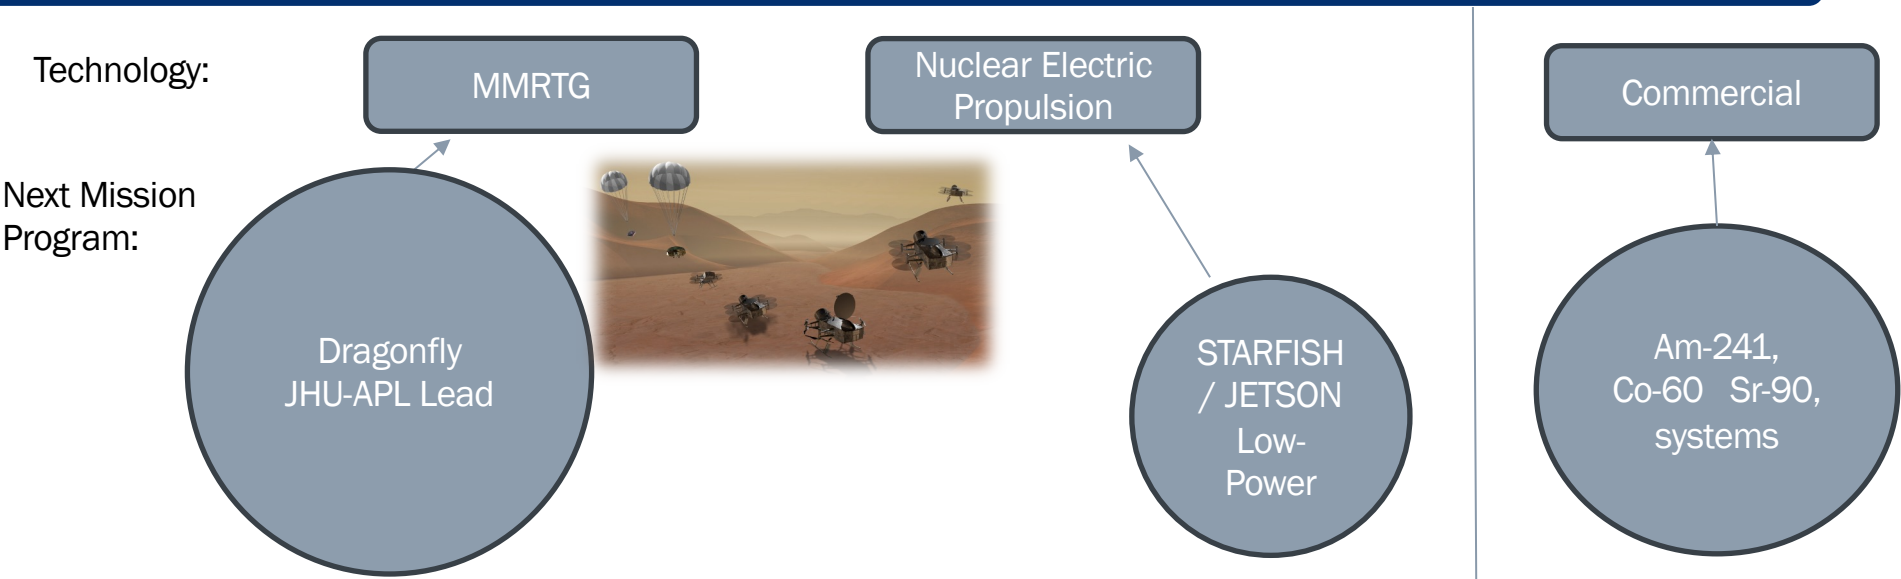 Technology:
MMRTG
Nuclear Electric
Propulsion
Commercial
Next Mission
Program:
Dragonfly
JHU-APL Lead
STARFISH
/ JETSON
Low-
Power
Am-241,
Co-60 Sr-90,
systems